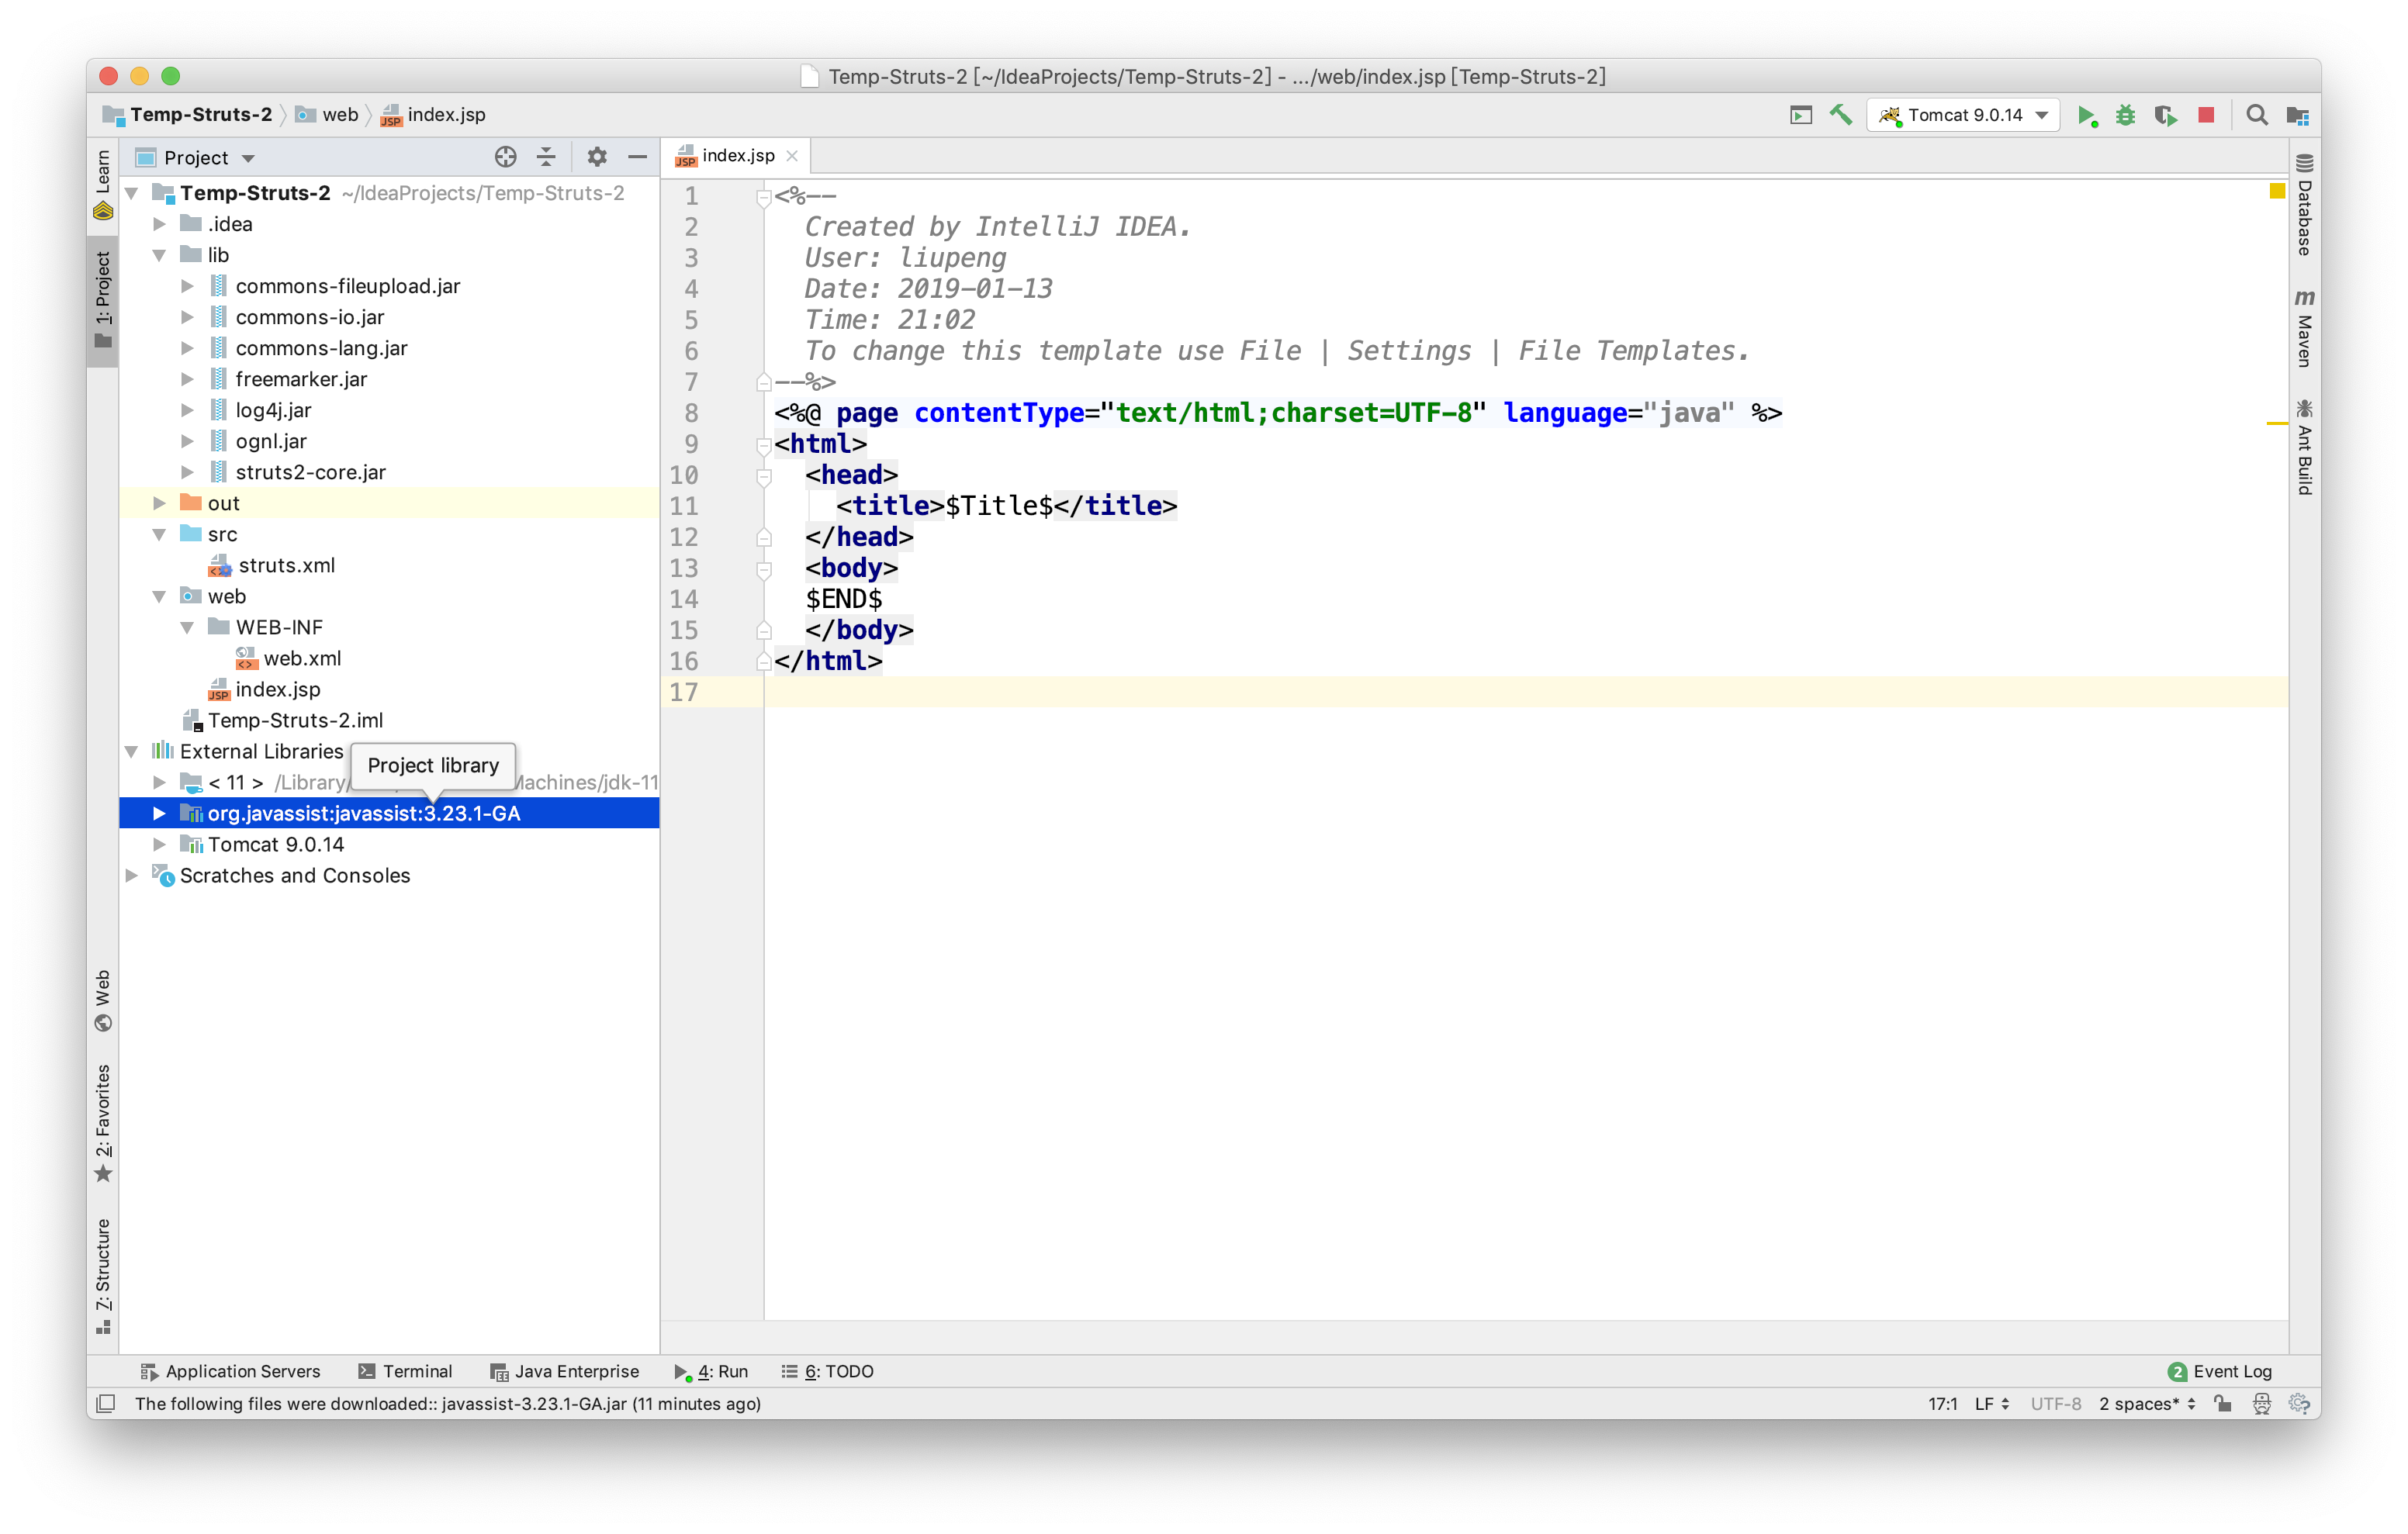 Temp-Struts-2 [~/IdeaProjects/Temp-Struts-2] - .../web/index.jsp [Temp-Struts-2]
Temp-Struts-2 web index.jsp
Tomcat 9.0.14
Learn
1: Project
Web
2: Favorites
7: Structure
Project
Temp-Struts-2 ~/IdeaProjects/Temp-Struts-2
.idea
lib
commons-fileupload.jar
commons-io.jar
commons-lang.jar
freemarker.jar
log4j.jar
ognl.jar
struts2-core.jar
out
src
struts.xml
web
WEB-INF
web.xml
index.jsp
Temp-Struts-2.iml
External Libraries
Project library
< 11 > /Library/ Machines/jdk-11
org.javassist:javassist:3.23.1-GA
Tomcat 9.0.14
Scratches and Consoles
index.jsp
1 <%--
2 Created by IntelliJ IDEA.
3 User: liupeng
4 Date: 2019-01-13
5 Time: 21:02
6 To change this template use File | Settings | File Templates.
7 --%>
8 <%@ page contentType="text/html;charset=UTF-8" language="java" %>
9 <html>
10 <head>
11 <title>$Title$</title>
12 </head>
13 <body>
14 $END$
15 </body>
16 </html>
17
Database
m Maven
Ant Build
Application Servers Terminal Java Enterprise 4: Run 6: TODO 2 Event Log
The following files were downloaded:: javassist-3.23.1-GA.jar (11 minutes ago) 17:1 LF UTF-8 2 spaces*